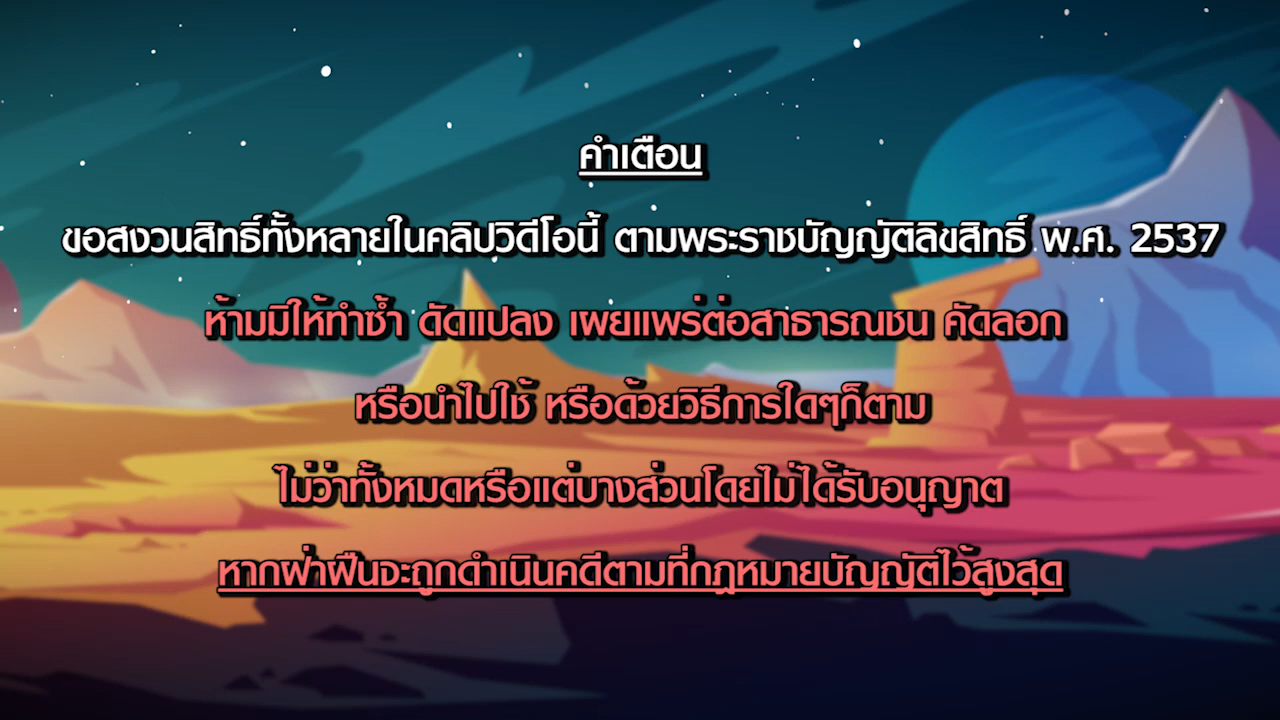 คำเตือน
ขอสงวนสิทธิ์ทั้งหลายในคลิปวิดีโอนี้ ตามพระราชบัญญัติลิขสิทธิ์ พ.ศ. 2537
ห้ามมิให้ทำซ้ำ ดัดแปลง เผยแพร่ต่อสาธารณชน คัดลอก
หรือนำไปใช้ หรือด้วยวิธีการใดๆก็ตาม
ไม่ว่าทั้งหมดหรือแต่บางส่วนโดยไม่ได้รับอนุญาต
หากฝ่าฝืนจะถูกดำเนินคดีตามที่กฎหมายบัญญัติไว้สูงสุด